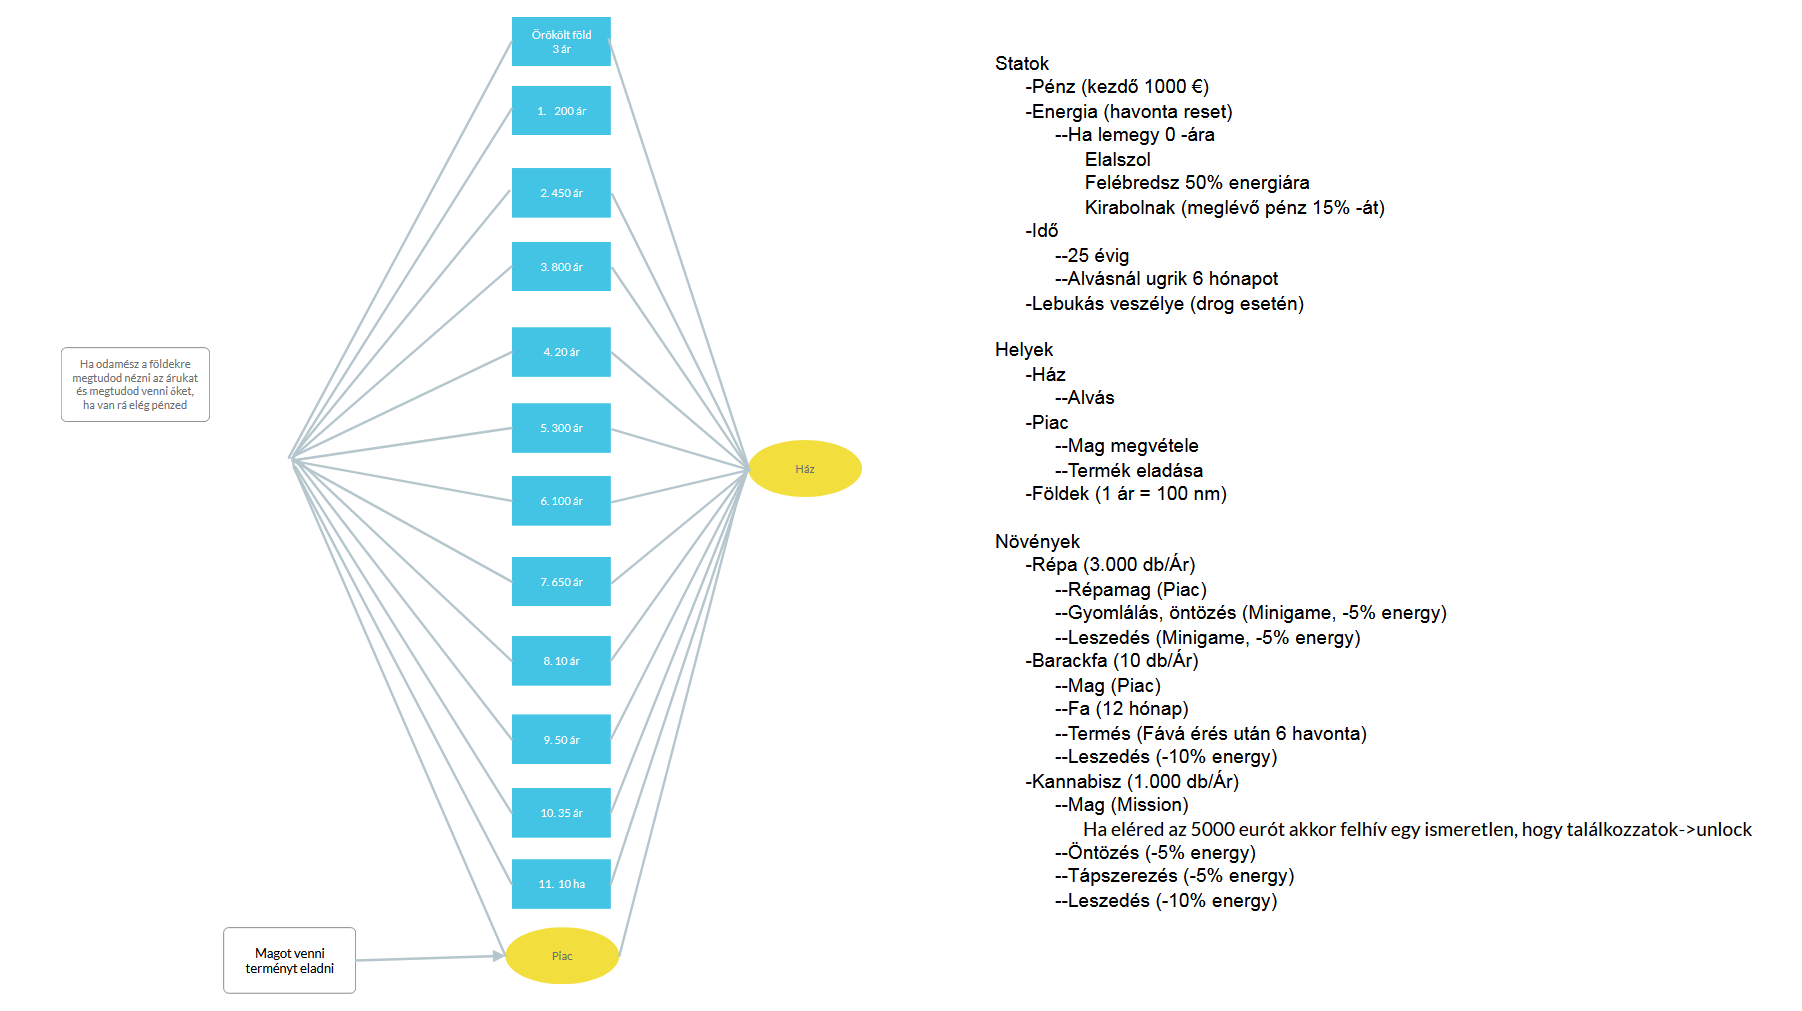 Örökölt föld
3 ár
1. 200 ár
2. 450 ár
3. 800 ár
4. 20 ár
5. 300 ár
6. 100 ár
7. 650 ár
8. 10 ár
9. 50 ár
10. 35 ár
11. 10 ha
Piac
Ház
Ha odamész a földekre
megtudod nézni az árukat
és megtudod venni őket,
ha van rá elég pénzed
Magot venni
terményt eladni
Statok
-Pénz (kezdő 1000 €)
-Energia (havonta reset)
--Ha lemegy 0 -ára
Elalszol
Felébredsz 50% energiára
Kirabolnak (meglévő pénz 15% -át)
-Idő
--25 évig
--Alvásnál ugrik 6 hónapot
-Lebukás veszélye (drog esetén)
Helyek
-Ház
--Alvás
-Piac
--Mag megvétele
--Termék eladása
-Földek (1 ár = 100 nm)
Növények
-Répa (3.000 db/Ár)
--Répamag (Piac)
--Gyomlálás, öntözés (Minigame, -5% energy)
--Leszedés (Minigame, -5% energy)
-Barackfa (10 db/Ár)
--Mag (Piac)
--Fa (12 hónap)
--Termés (Fává érés után 6 havonta)
--Leszedés (-10% energy)
-Kannabisz (1.000 db/Ár)
--Mag (Mission)
Ha eléred az 5000 eurót akkor felhív egy ismeretlen, hogy találkozzatok->unlock
--Öntözés (-5% energy)
--Tápszerezés (-5% energy)
--Leszedés (-10% energy)